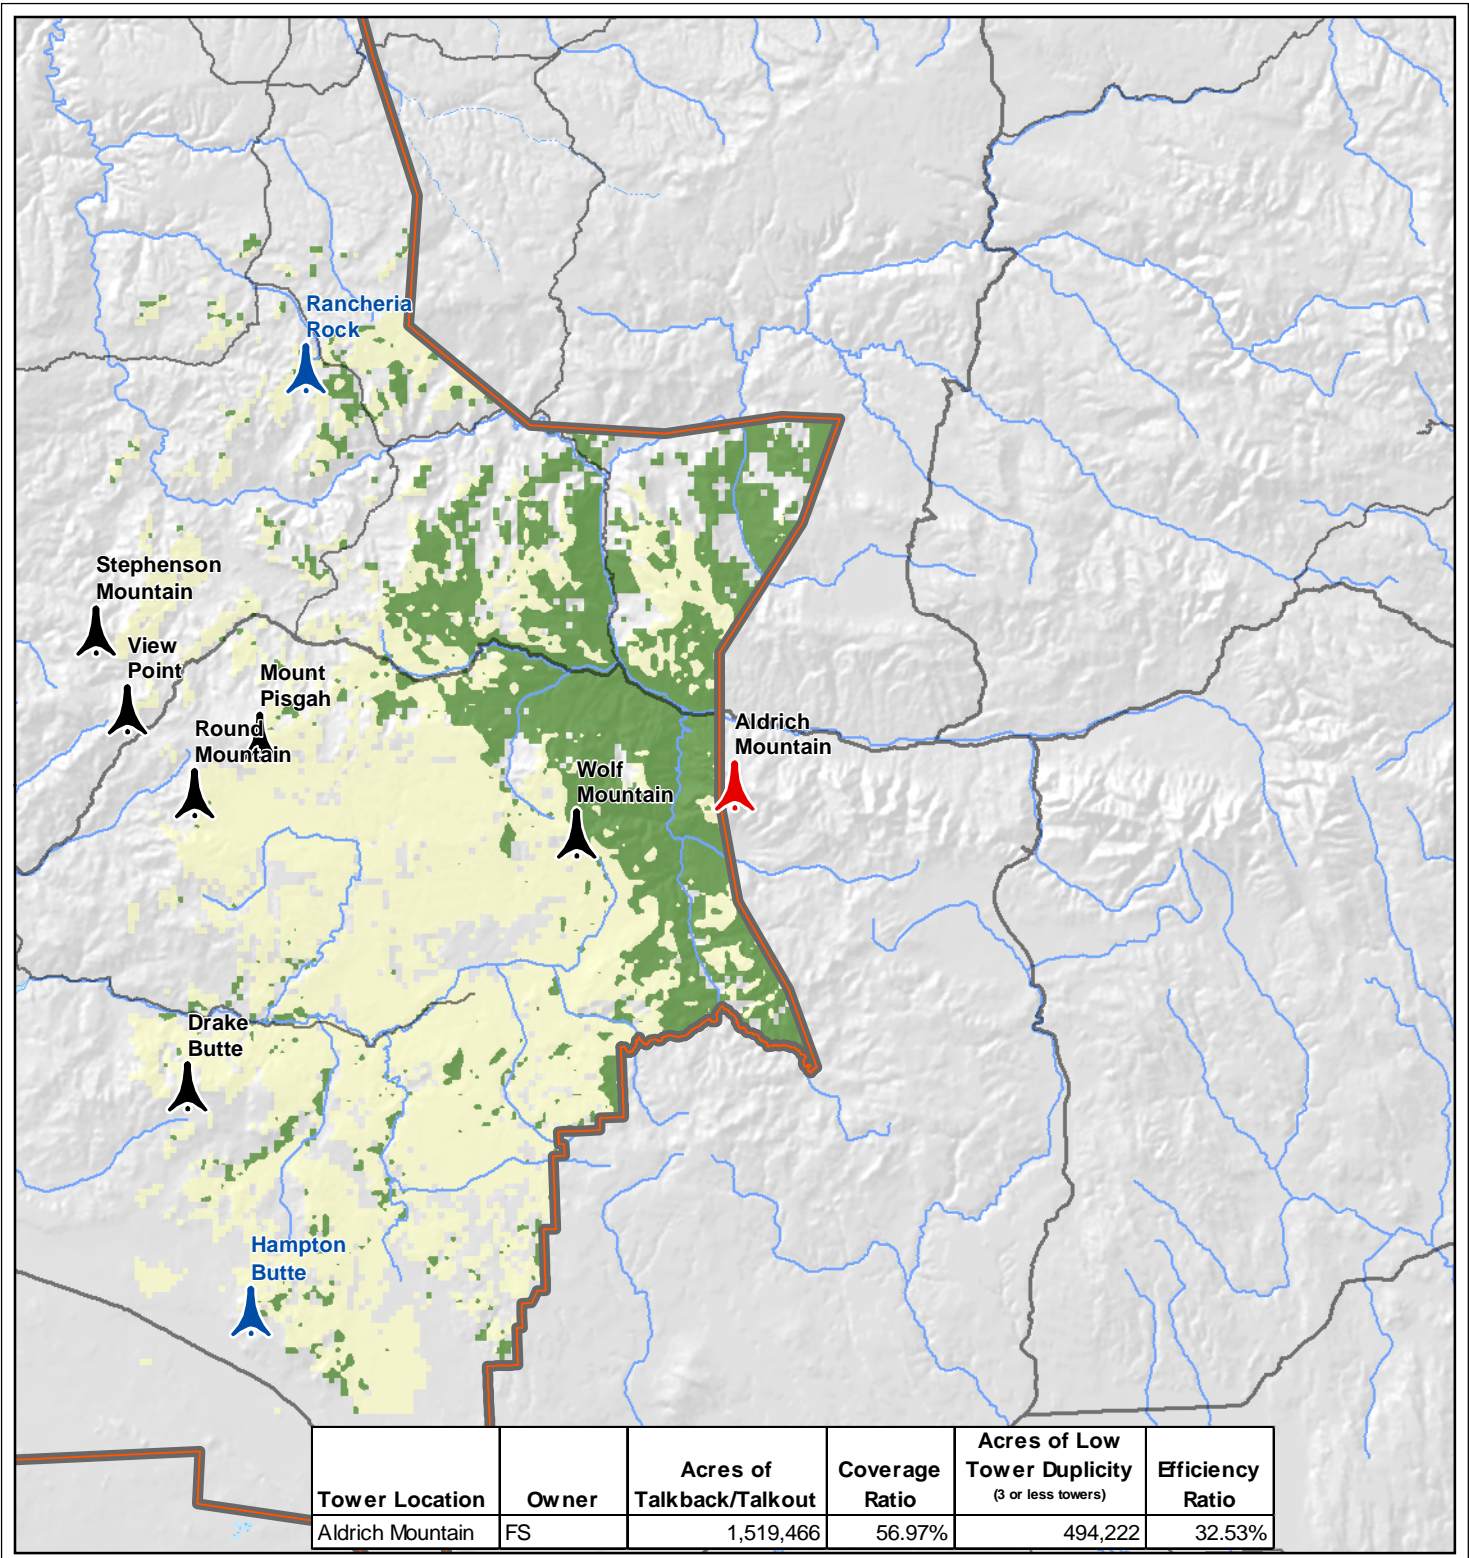 Rancheria
Rock
Stephenson
Mountain
View
Point
Mount
Pisgah
Round
Mountain
Aldrich
Mountain
Wolf
Mountain
Drake
Butte
Hampton
Butte
Tower Location
Owner
Acres of
Talkback/Talkout
Coverage
Ratio
Acres of Low
Tower Duplicity
(3 or less towers)
Efficiency
Ratio
Aldrich Mountain FS 1,519,466 56.97% 494,222 32.53%